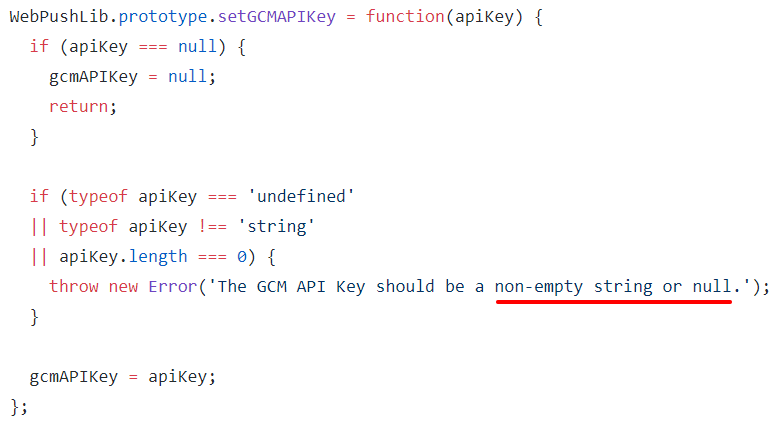 WebPushLib.prototype.setGCMAPIKey = function(apiKey) {
  if (apiKey === null) {
    gcmAPIKey = null;
    return;
  }

  if (typeof apiKey === 'undefined'
  || typeof apiKey !== 'string'
  || apiKey.length === 0) {
    throw new Error('The GCM API Key should be a non-empty string or null.');
  }

  gcmAPIKey = apiKey;
};